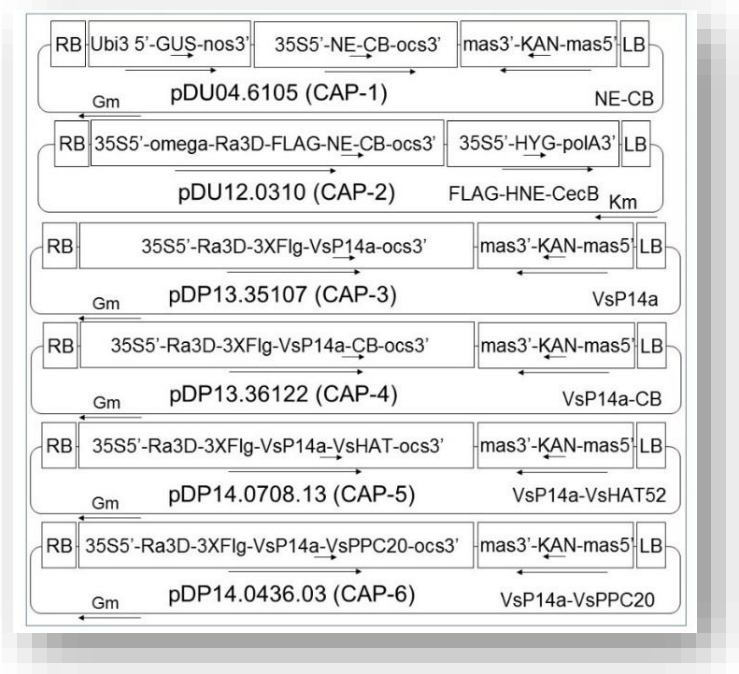 RB Ubi3 5’-GUS-nos3’ 35S5’-NE-CB-ocs3’ mas3’-KAN-mas5’ LB
Gm pDU04.6105 (CAP-1) NE-CB
RB 35S5’-omega-Ra3D-FLAG-NE-CB-ocs3’ 35S5’-HYG-polA3’ LB
pDU12.0310 (CAP-2) FLAG-HNE-CecB Km
RB 35S5’-Ra3D-3XFlg-VsP14a-ocs3’ mas3’-KAN-mas5’ LB
Gm pDP13.35107 (CAP-3) VsP14a
RB 35S5’-Ra3D-3XFlg-VsP14a-CB-ocs3’ mas3’-KAN-mas5’ LB
Gm pDP13.36122 (CAP-4) VsP14a-CB
RB 35S5’-Ra3D-3XFlg-VsP14a-VsHAT-ocs3’ mas3’-KAN-mas5’ LB
Gm pDP14.0708.13 (CAP-5) VsP14a-VsHAT52
RB 35S5’-Ra3D-3XFlg-VsP14a-VsPPC20-ocs3’ mas3’-KAN-mas5’ LB
Gm pDP14.0436.03 (CAP-6) VsP14a-VsPPC20